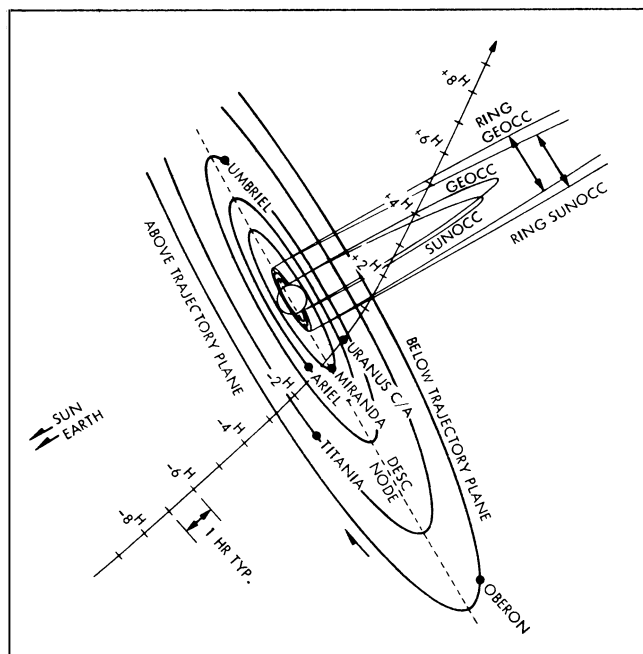 +8H
+6H
RING
GEOCC
GEOCC
+4H
SUNOCC
RING SUNOCC
+2H
UMBRIEL
ABOVE TRAJECTORY PLANE
BELOW TRAJECTORY PLANE
URANUS C/A
MIRANDA
ARIEL
-2H
TITANIA
DESC
NODE
SUN
EARTH
-4H
-6H
-8H
1 HR TYP.
OBERON